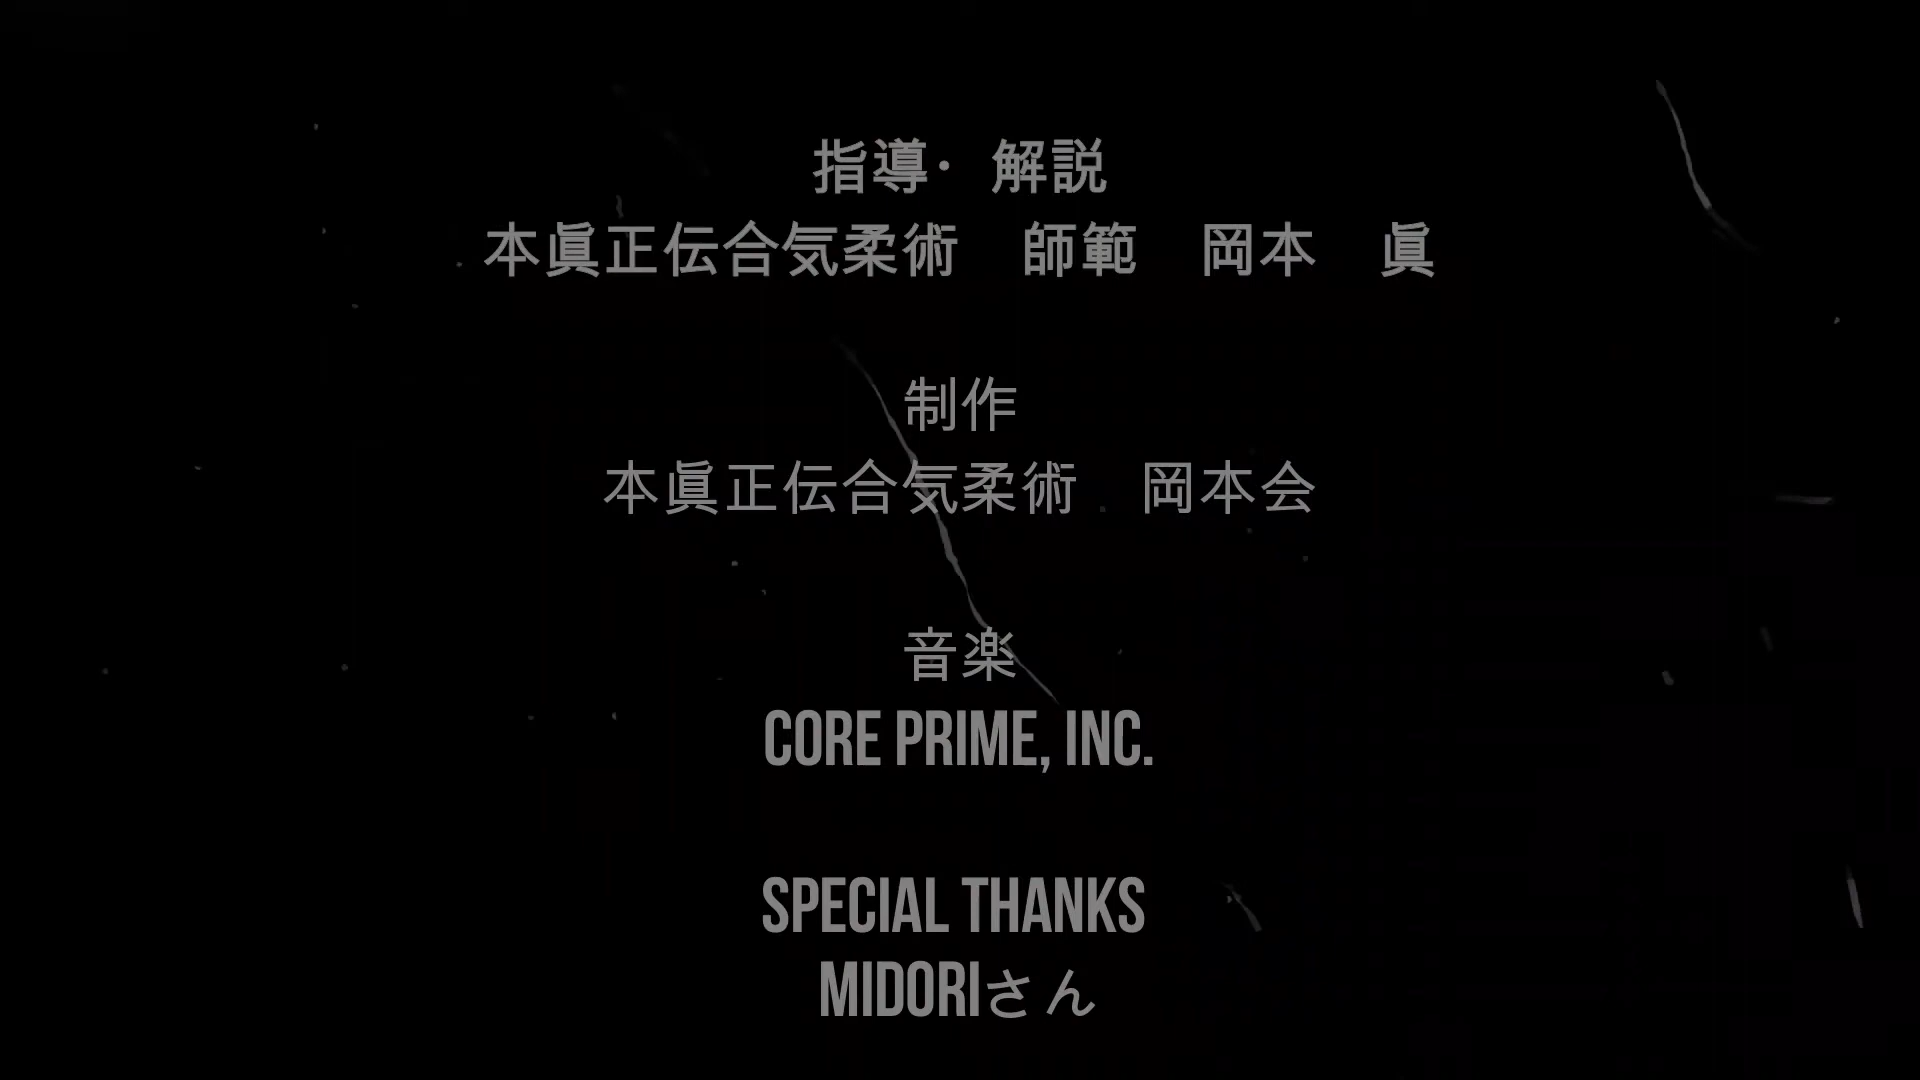 指導・ 解説
本眞正伝合気柔術　師範　岡本　眞
制作
本眞正伝合気柔術　岡本会
音楽
CORE PRIME, INC.
SPECIAL THANKS
MIDORIさん